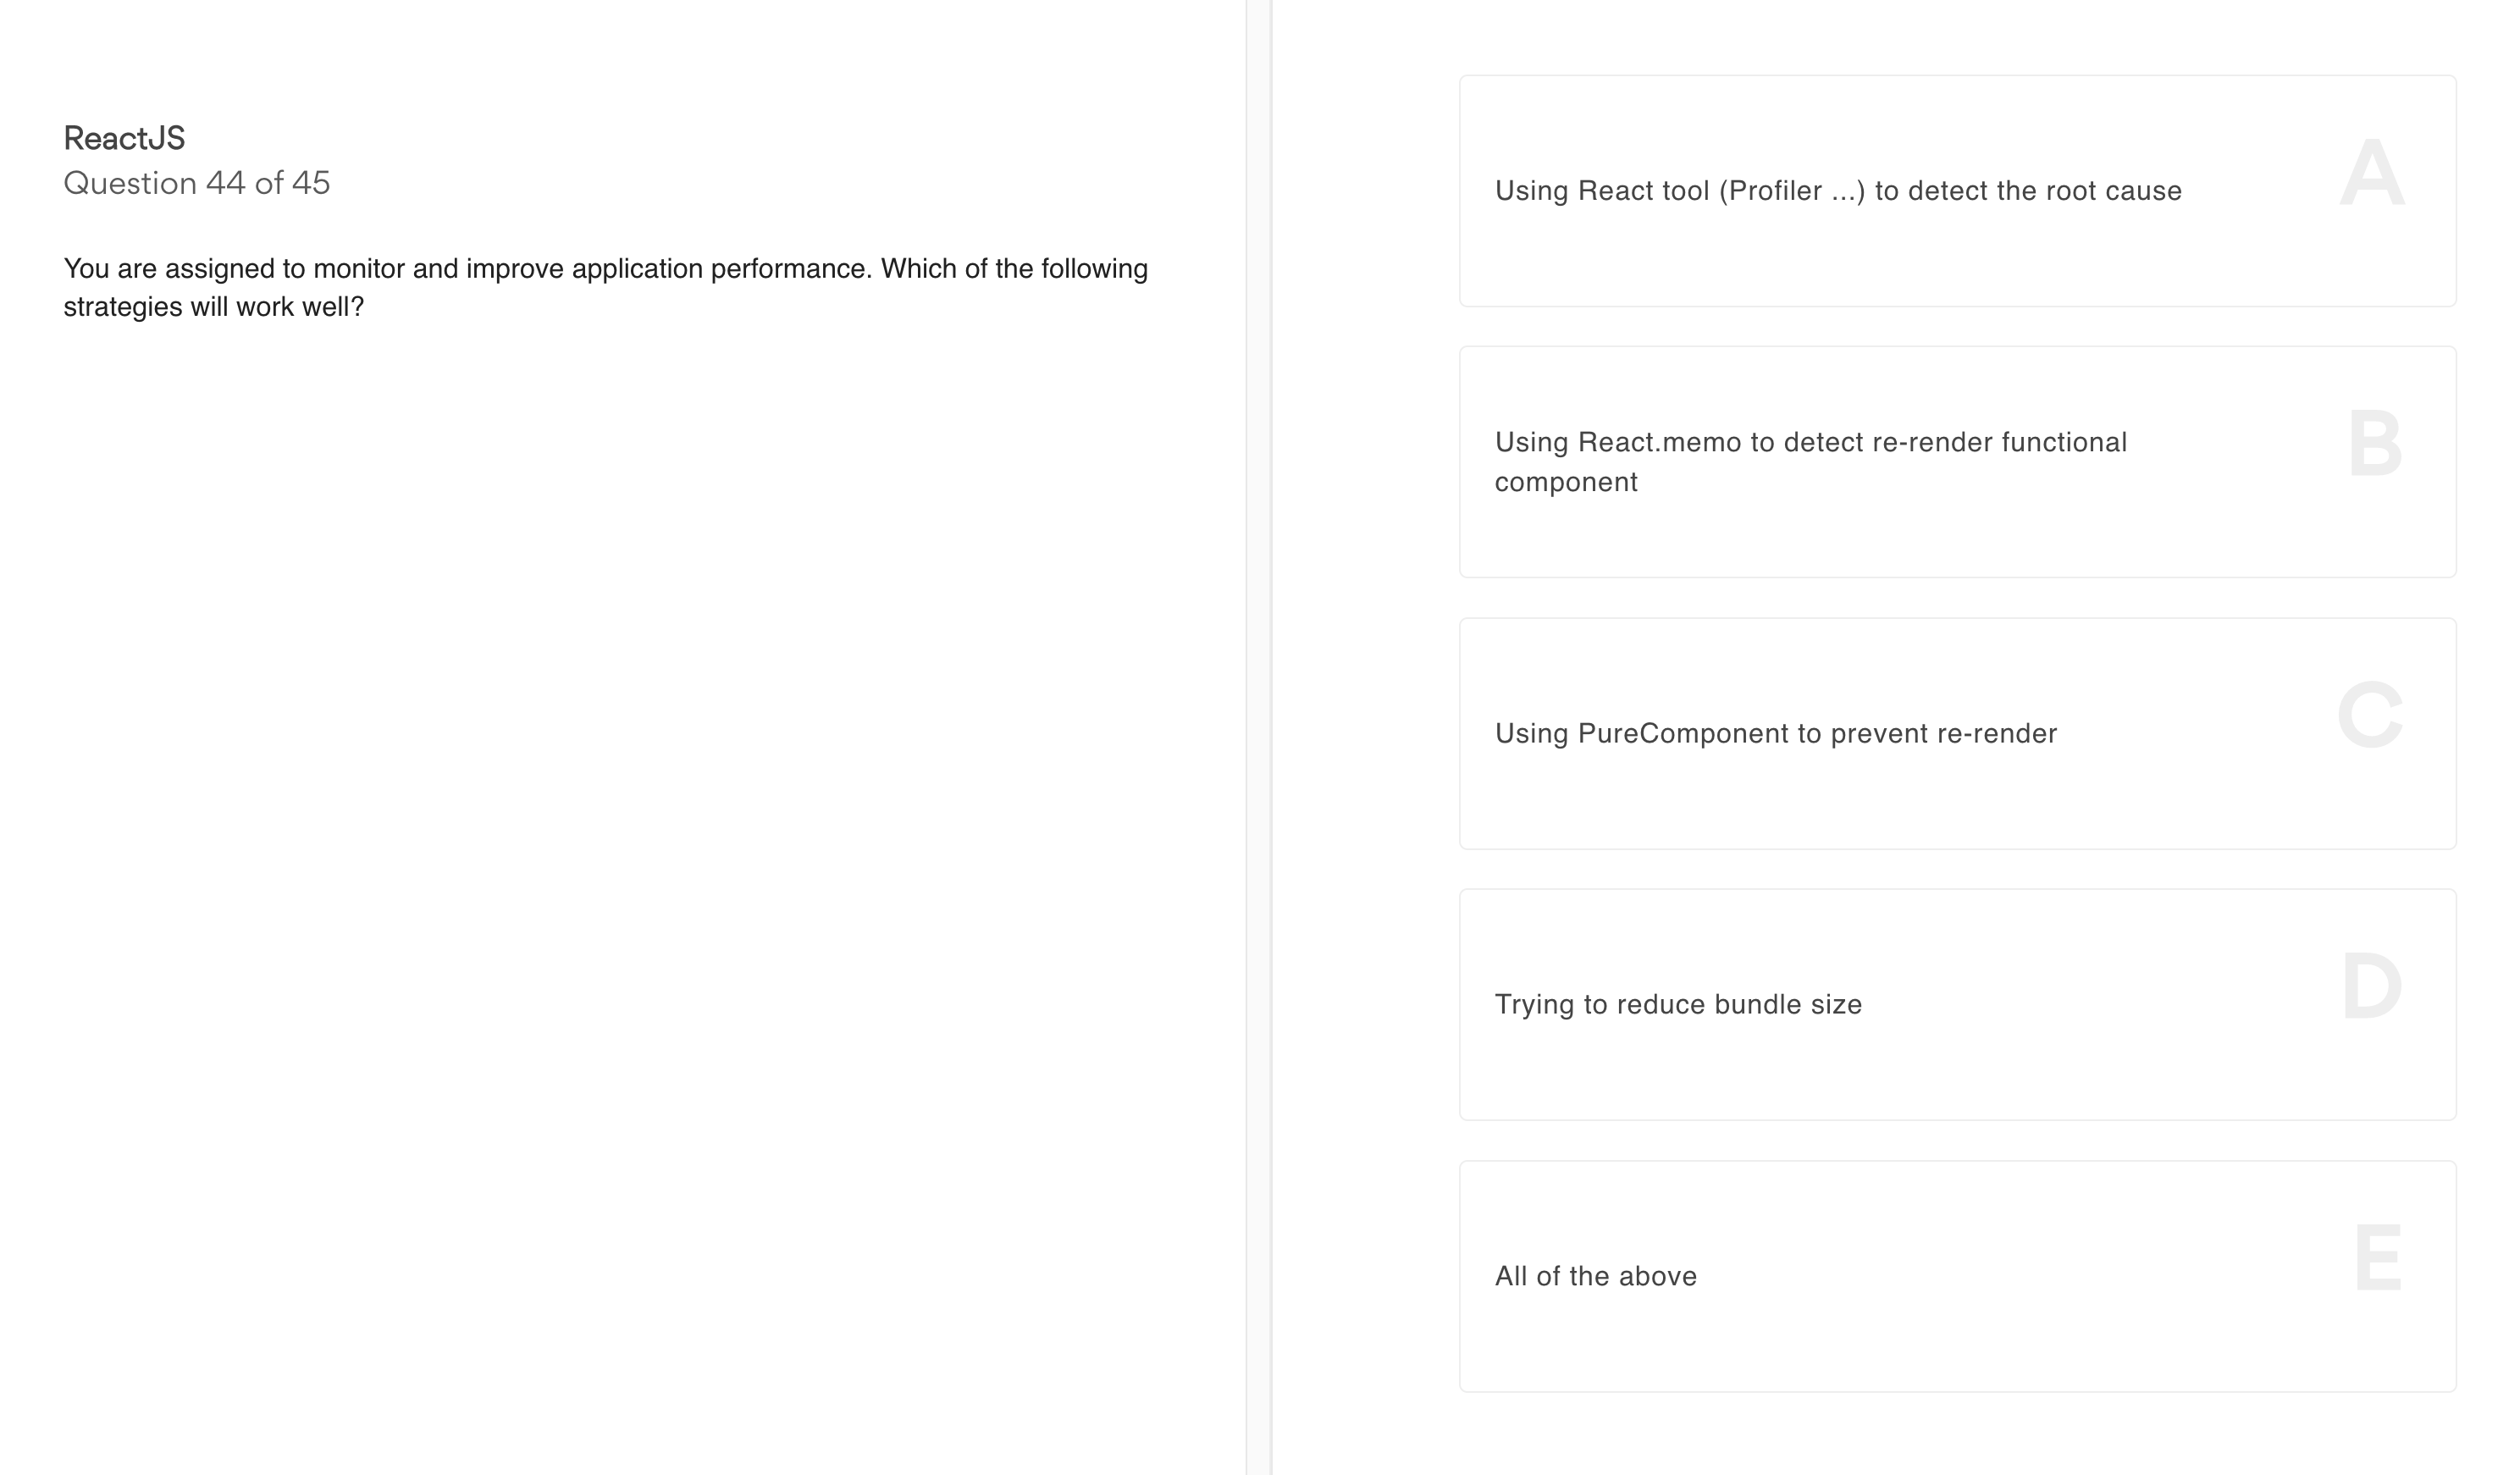 ReactJS
Question 44 of 45
You are assigned to monitor and improve application performance. Which of the following
strategies will work well?
Using React tool (Profiler ...) to detect the root cause
A
Using React.memo to detect re-render functional
component
B
Using PureComponent to prevent re-render
C
Trying to reduce bundle size
D
All of the above
E